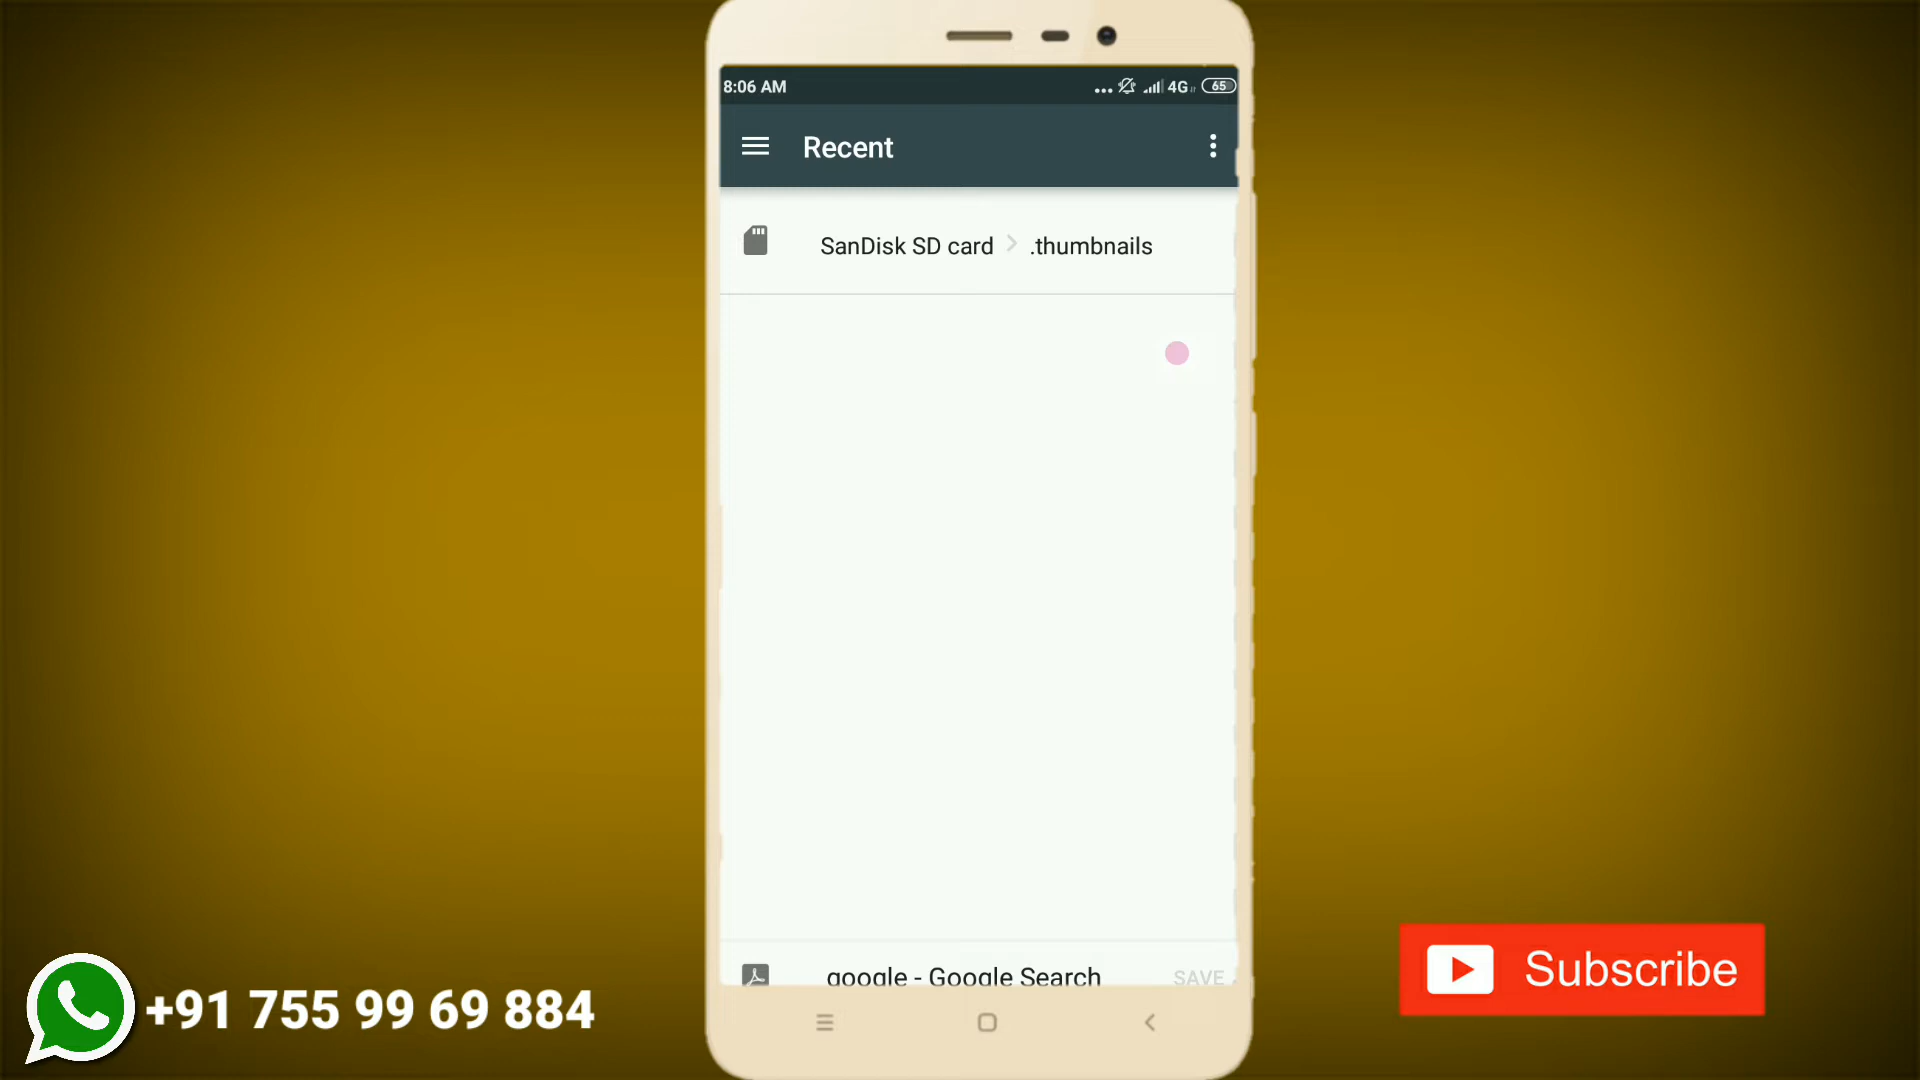 8:06 AM
4G 65
Recent
SanDisk SD card > .thumbnails
google - Google Search SAVE
+91 755 99 69 884
Subscribe